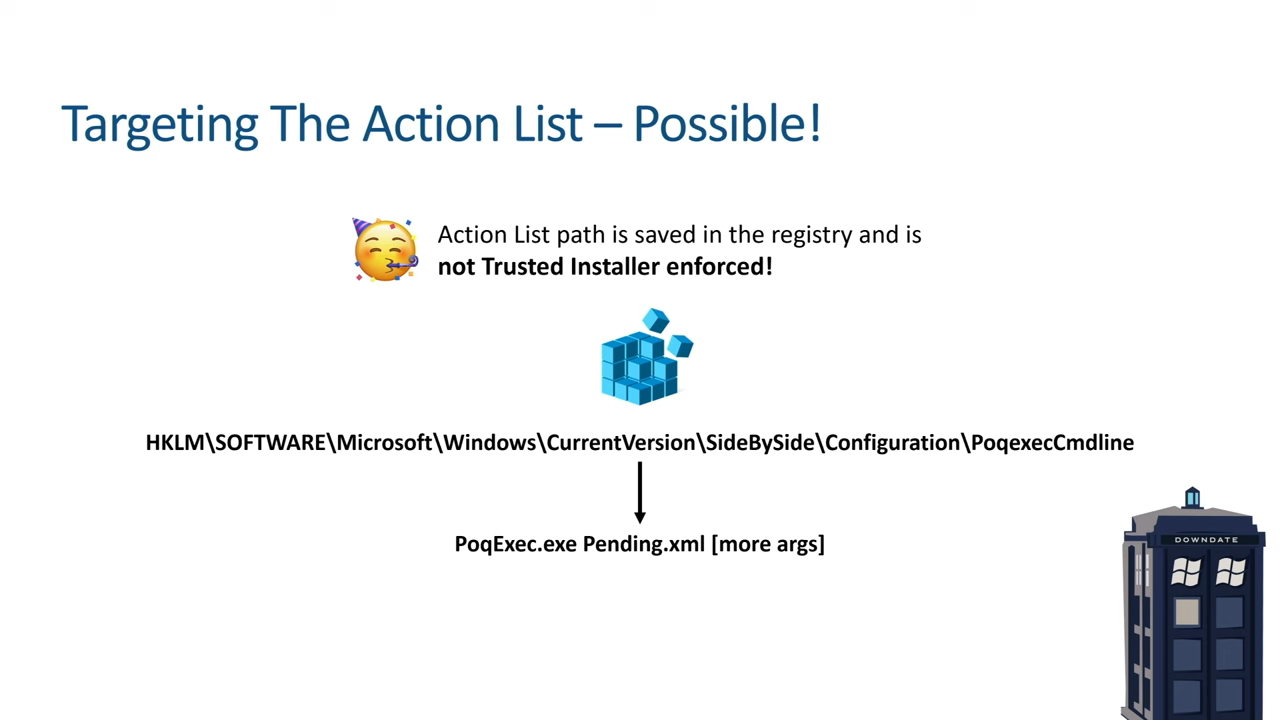 Targeting The Action List – Possible!
Action List path is saved in the registry and is
not Trusted Installer enforced!
HKLM\SOFTWARE\Microsoft\Windows\CurrentVersion\SideBySide\Configuration\PoqexecCmdline
PoqExec.exe Pending.xml [more args]
DOWNDATE